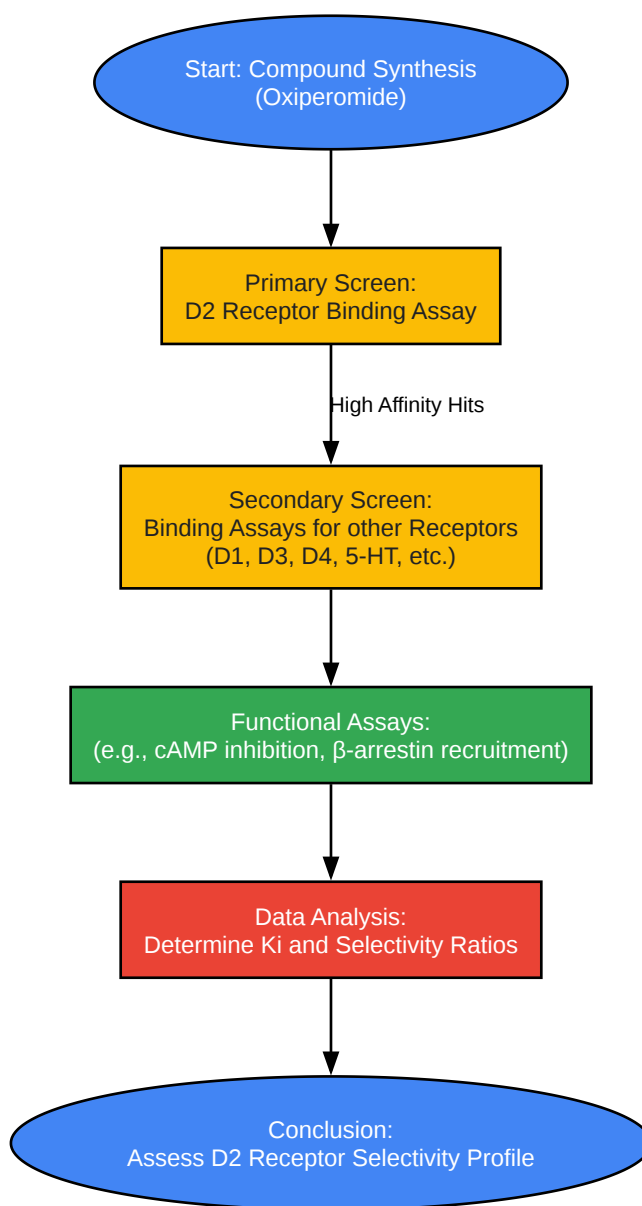 Start: Compound Synthesis
(Oxiperomide)
Primary Screen:
D2 Receptor Binding Assay
High Affinity Hits
Secondary Screen:
Binding Assays for other Receptors
(D1, D3, D4, 5-HT, etc.)
Functional Assays:
(e.g., cAMP inhibition, β-arrestin recruitment)
Data Analysis:
Determine Ki and Selectivity Ratios
Conclusion:
Assess D2 Receptor Selectivity Profile